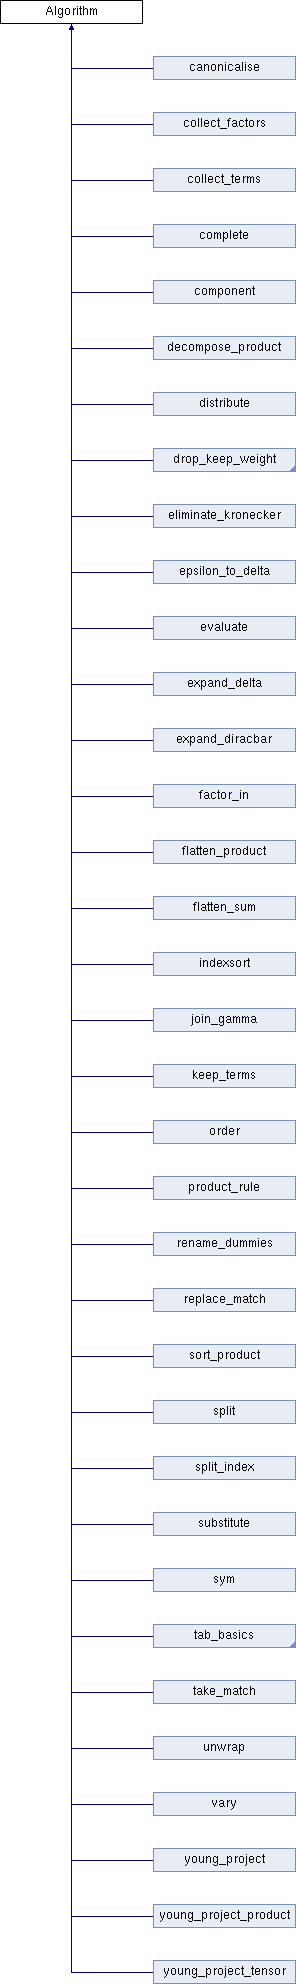 Algorithm
canonicalise
collect_factors
collect_terms
complete
component
decompose_product
distribute
drop_keep_weight
eliminate_kronecker
epsilon_to_delta
evaluate
expand_delta
expand_diracbar
factor_in
flatten_product
flatten_sum
indexsort
join_gamma
keep_terms
order
product_rule
rename_dummies
replace_match
sort_product
split
split_index
substitute
sym
tab_basics
take_match
unwrap
vary
young_project
young_project_product
young_project_tensor